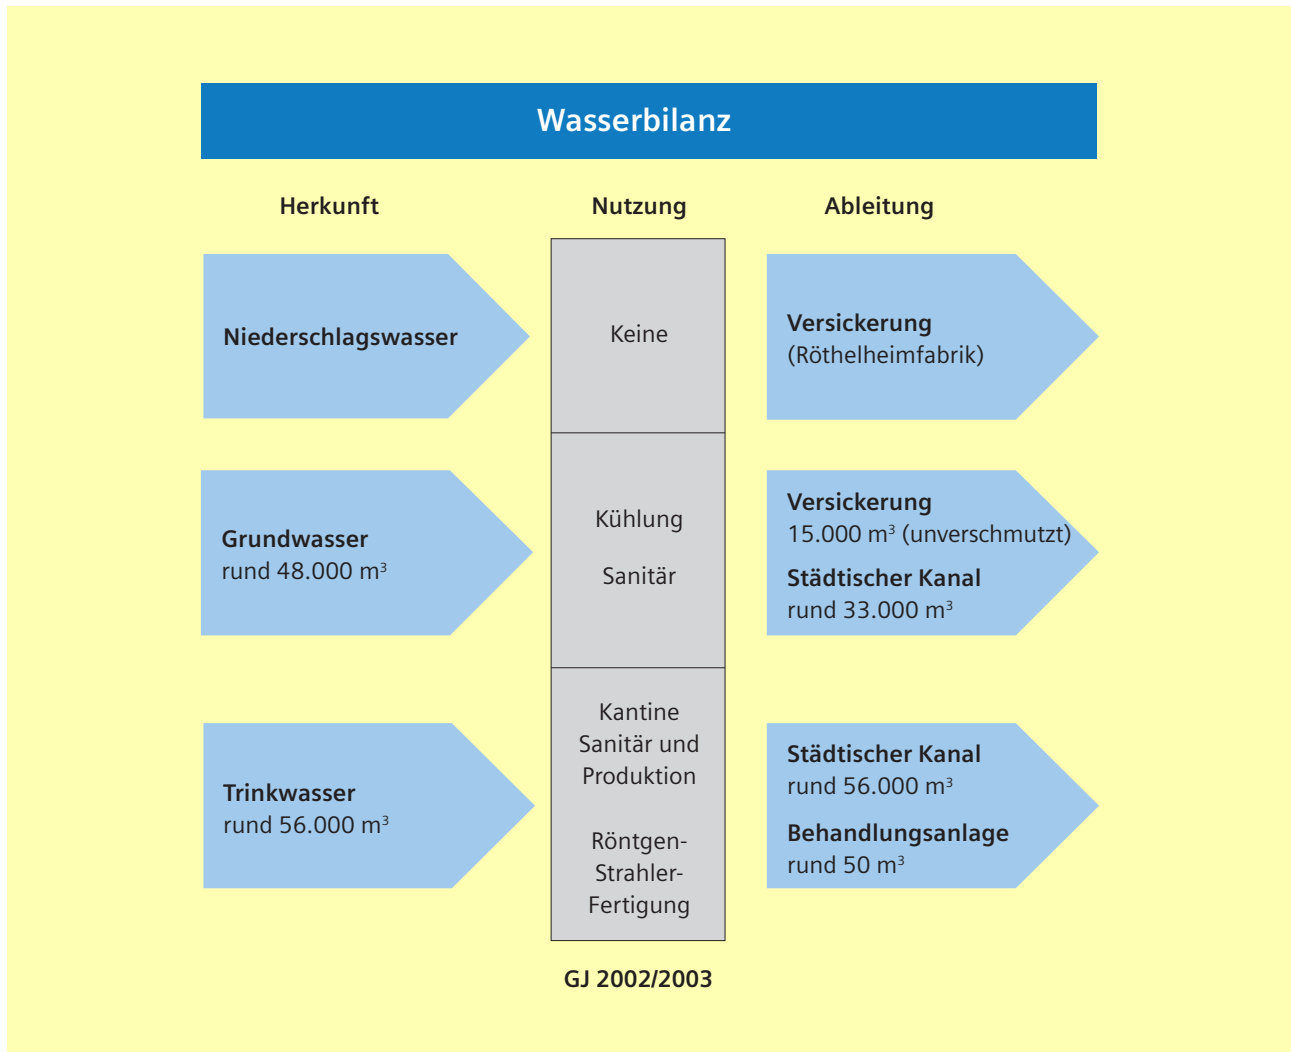 Wasserbilanz
Herkunft
Nutzung
Ableitung
Niederschlagswasser
Keine
Versickerung
(Röthelheimfabrik)
Grundwasser
rund 48.000 m³
Kühlung
Sanitär
Versickerung
15.000 m³ (unverschmutzt)
Städtischer Kanal
rund 33.000 m³
Trinkwasser
rund 56.000 m³
Kantine
Sanitär und
Produktion
Röntgen-
Strahler-
Fertigung
Städtischer Kanal
rund 56.000 m³
Behandlungsanlage
rund 50 m³
GJ 2002/2003